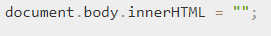 document.body.innerHTML = "";